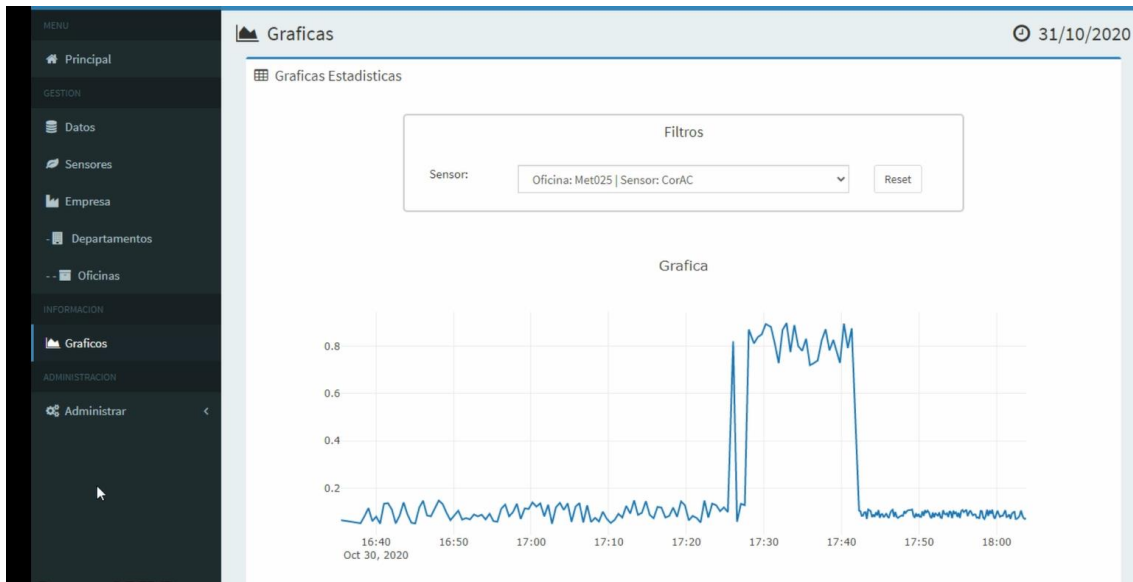 MENU
Principal
GESTION
Datos
Sensores
Empresa
- Departamentos
- - Oficinas
INFORMACION
Graficos
ADMINISTRACION
Administrar
Graficas
31/10/2020
Graficas Estadisticas
Filtros
Sensor:
Oficina: Met025 | Sensor: CorAC
Reset
Grafica
0.8
0.6
0.4
0.2
16:40
16:50
17:00
17:10
17:20
17:30
17:40
17:50
18:00
Oct 30, 2020